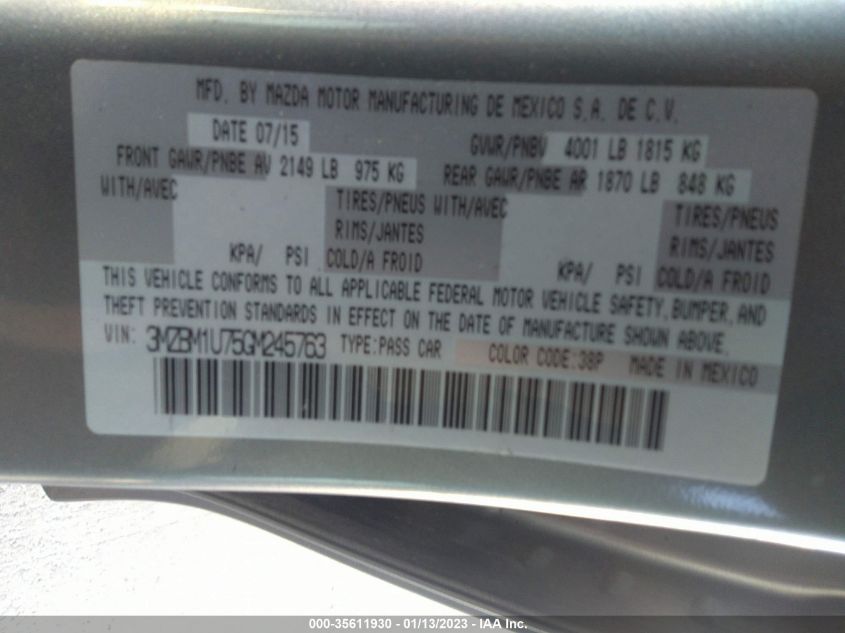 MFD. BY MAZDA MOTOR MANUFACTURING DE MEXICO S.A. DE C.V.
DATE 07/15 GVWR/PNBV 4001 LB 1815 KG
FRONT GAWR/PNBE AV 2149 LB 975 KG REAR GAWR/PNBE AR 1870 LB 848 KG
WITH/AVEC TIRES/PNEUS WITH/AVEC TIRES/PNEUS
RIMS/JANTES RIMS/JANTES
KPA/ PSI COLD/A FROID KPA/ PSI COLD/A FROID
THIS VEHICLE CONFORMS TO ALL APPLICABLE FEDERAL MOTOR VEHICLE SAFETY, BUMPER, AND
THEFT PREVENTION STANDARDS IN EFFECT ON THE DATE OF MANUFACTURE SHOWN ABOVE.
VIN: 3MZBM1U75GM245763 TYPE:PASS CAR COLOR CODE:38P MADE IN MEXICO
000-35611930 - 01/13/2023 - IAA Inc.